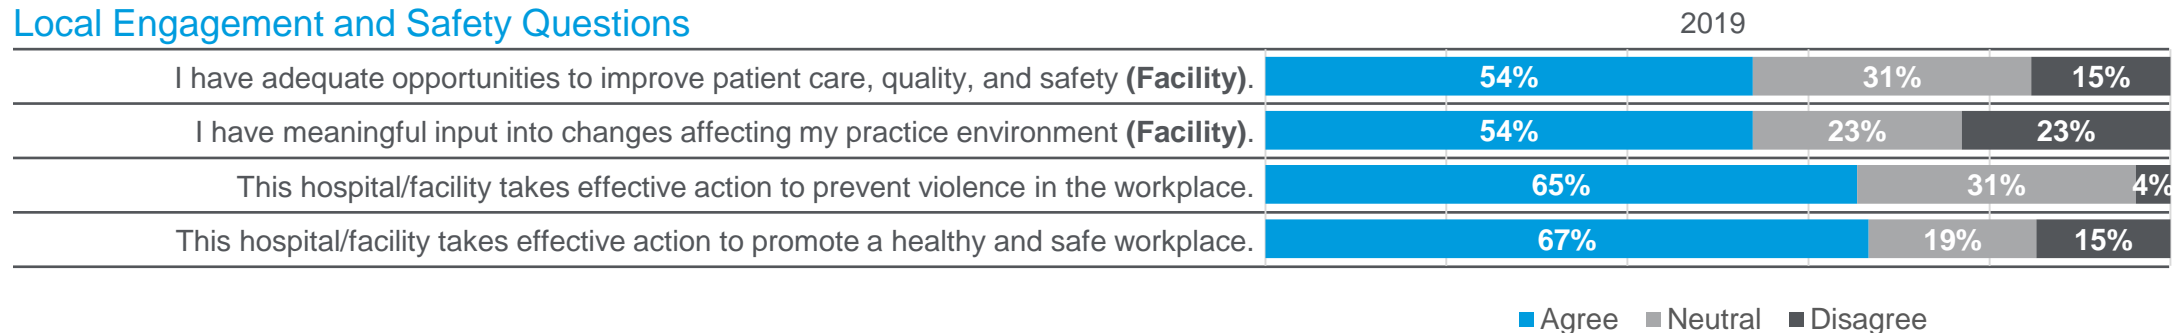 Local Engagement and Safety Questions 2019
I have adequate opportunities to improve patient care, quality, and safety (Facility). 54% 31% 15%
I have meaningful input into changes affecting my practice environment (Facility). 54% 23% 23%
This hospital/facility takes effective action to prevent violence in the workplace. 65% 31% 4%
This hospital/facility takes effective action to promote a healthy and safe workplace. 67% 19% 15%
Agree Neutral Disagree